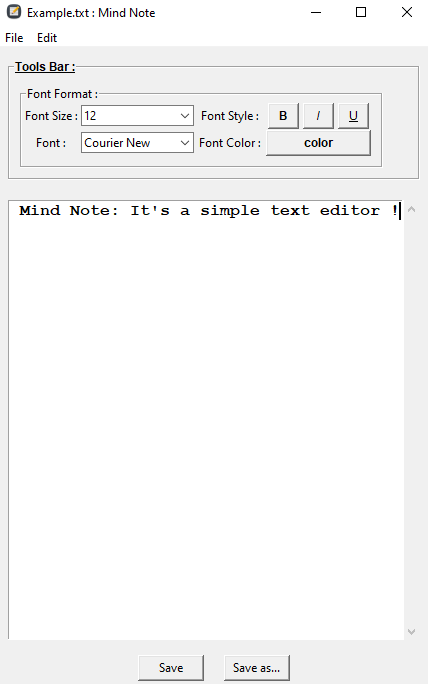 Example.txt : Mind Note
File Edit
Tools Bar :
Font Format :
Font Size : 12 Font Style : B I U
Font : Courier New Font Color : color
Mind Note: It's a simple text editor !
Save Save as...